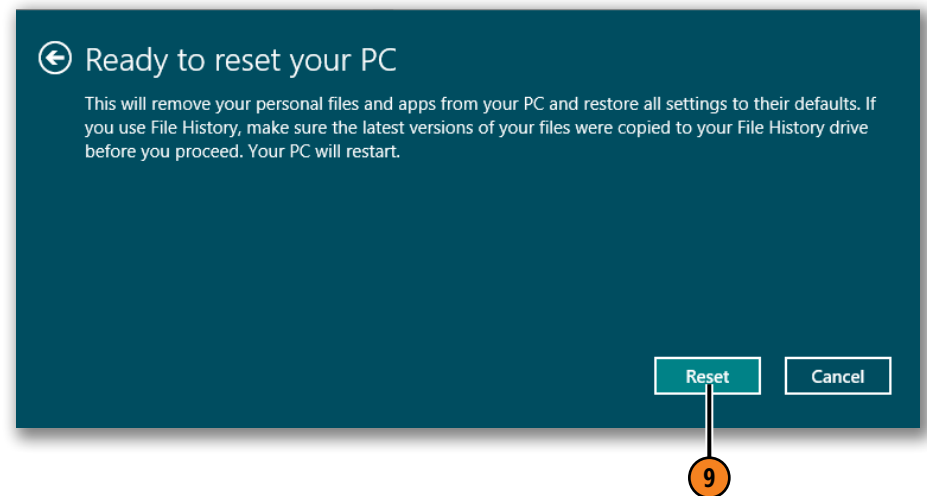 Ready to reset your PC
This will remove your personal files and apps from your PC and restore all settings to their defaults. If
you use File History, make sure the latest versions of your files were copied to your File History drive
before you proceed. Your PC will restart.
Reset Cancel
9